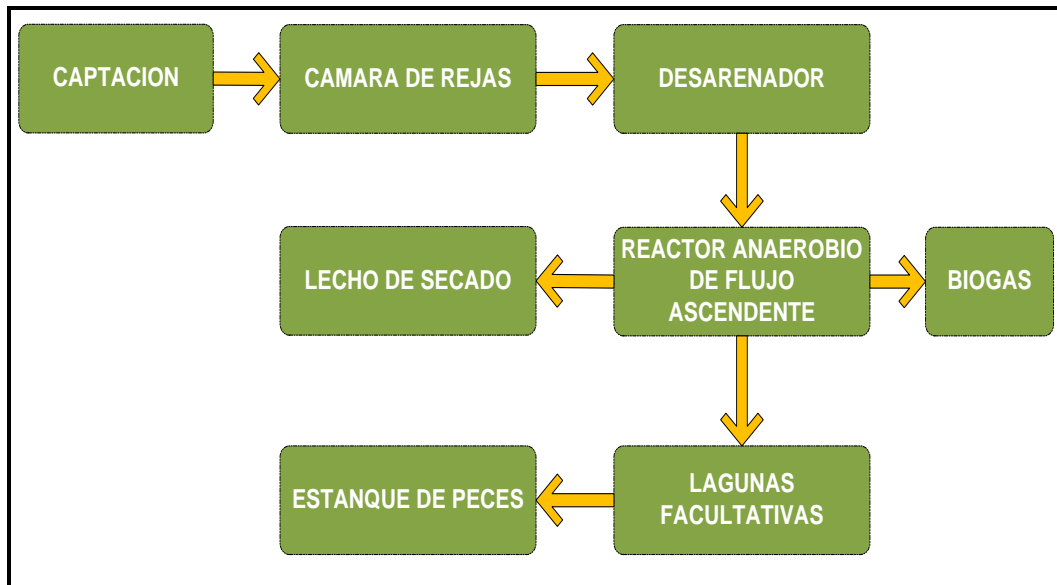 CAPTACION
CAMARA DE REJAS
DESARENADOR
LECHO DE SECADO
REACTOR ANAEROBIO
DE FLUJO
ASCENDENTE
BIOGAS
ESTANQUE DE PECES
LAGUNAS
FACULTATIVAS